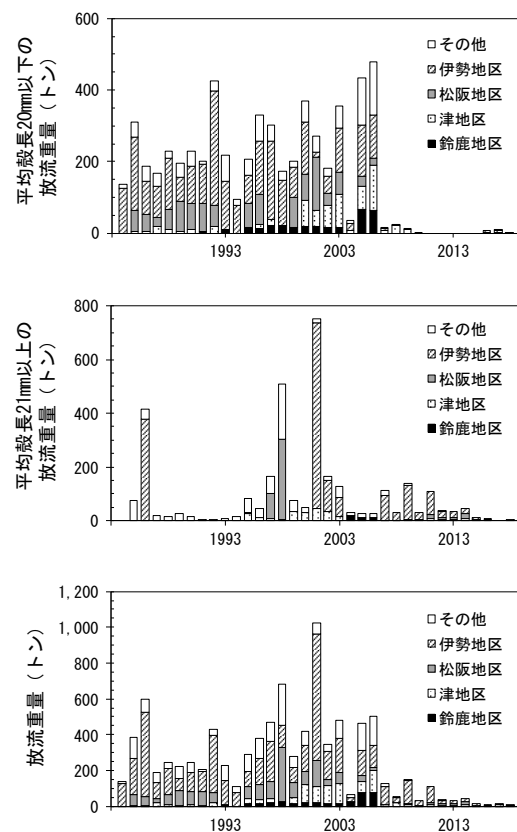 平均殻長20mm以下の
放流重量（トン）
600
400
200
0
1993
2003
2013
その他
伊勢地区
松阪地区
津地区
鈴鹿地区
平均殻長21mm以上の
放流重量（トン）
800
600
400
200
0
1993
2003
2013
その他
伊勢地区
松阪地区
津地区
鈴鹿地区
放流重量（トン）
1,200
1,000
800
600
400
200
0
1993
2003
2013
その他
伊勢地区
松阪地区
津地区
鈴鹿地区